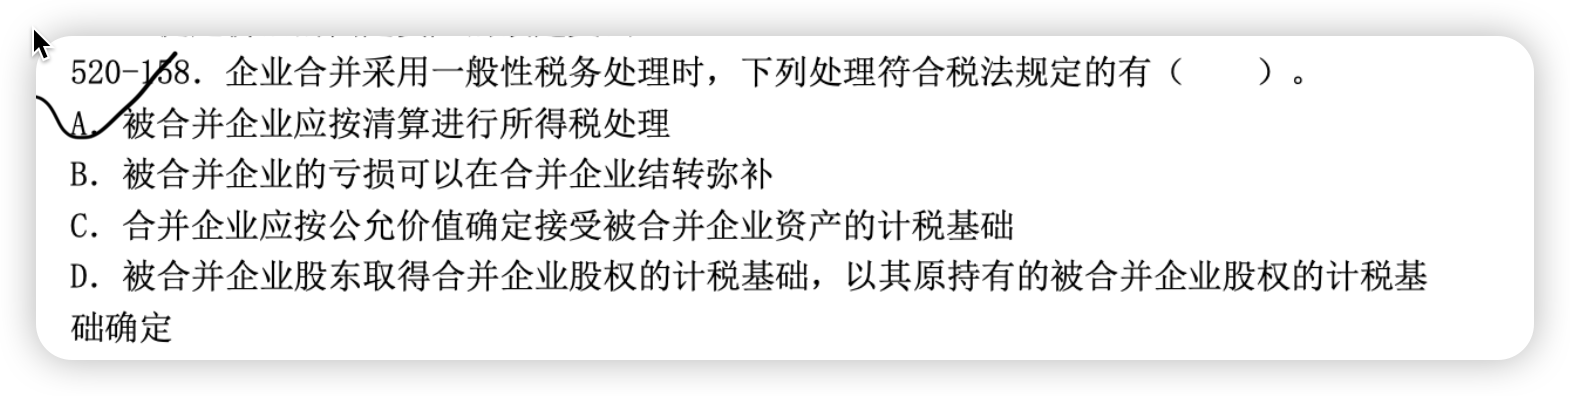 520-158. 企业合并采用一般性税务处理时，下列处理符合税法规定的有（  ）。
A. 被合并企业应按清算进行所得税处理
B. 被合并企业的亏损可以在合并企业结转弥补
C. 合并企业应按公允价值确定接受被合并企业资产的计税基础
D. 被合并企业股东取得合并企业股权的计税基础，以其原持有的被合并企业股权的计税基
础确定